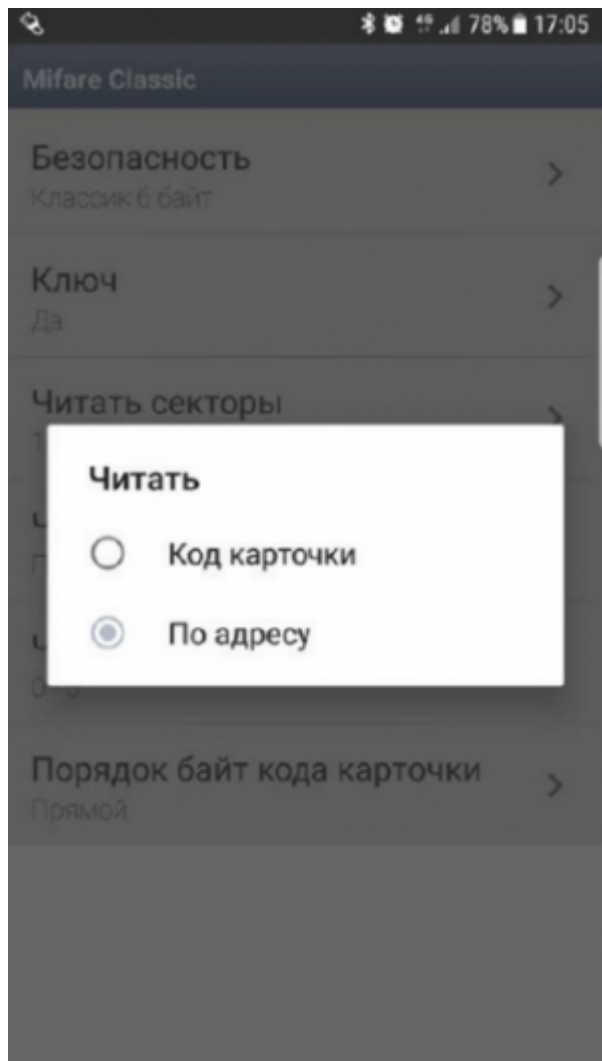 78% 17:05
Mifare Classic
Безопасность
Классик 6 байт
Ключ
Да
Читать секторы
Читать
Код карточки
По адресу
Порядок байт кода карточки
Прямой